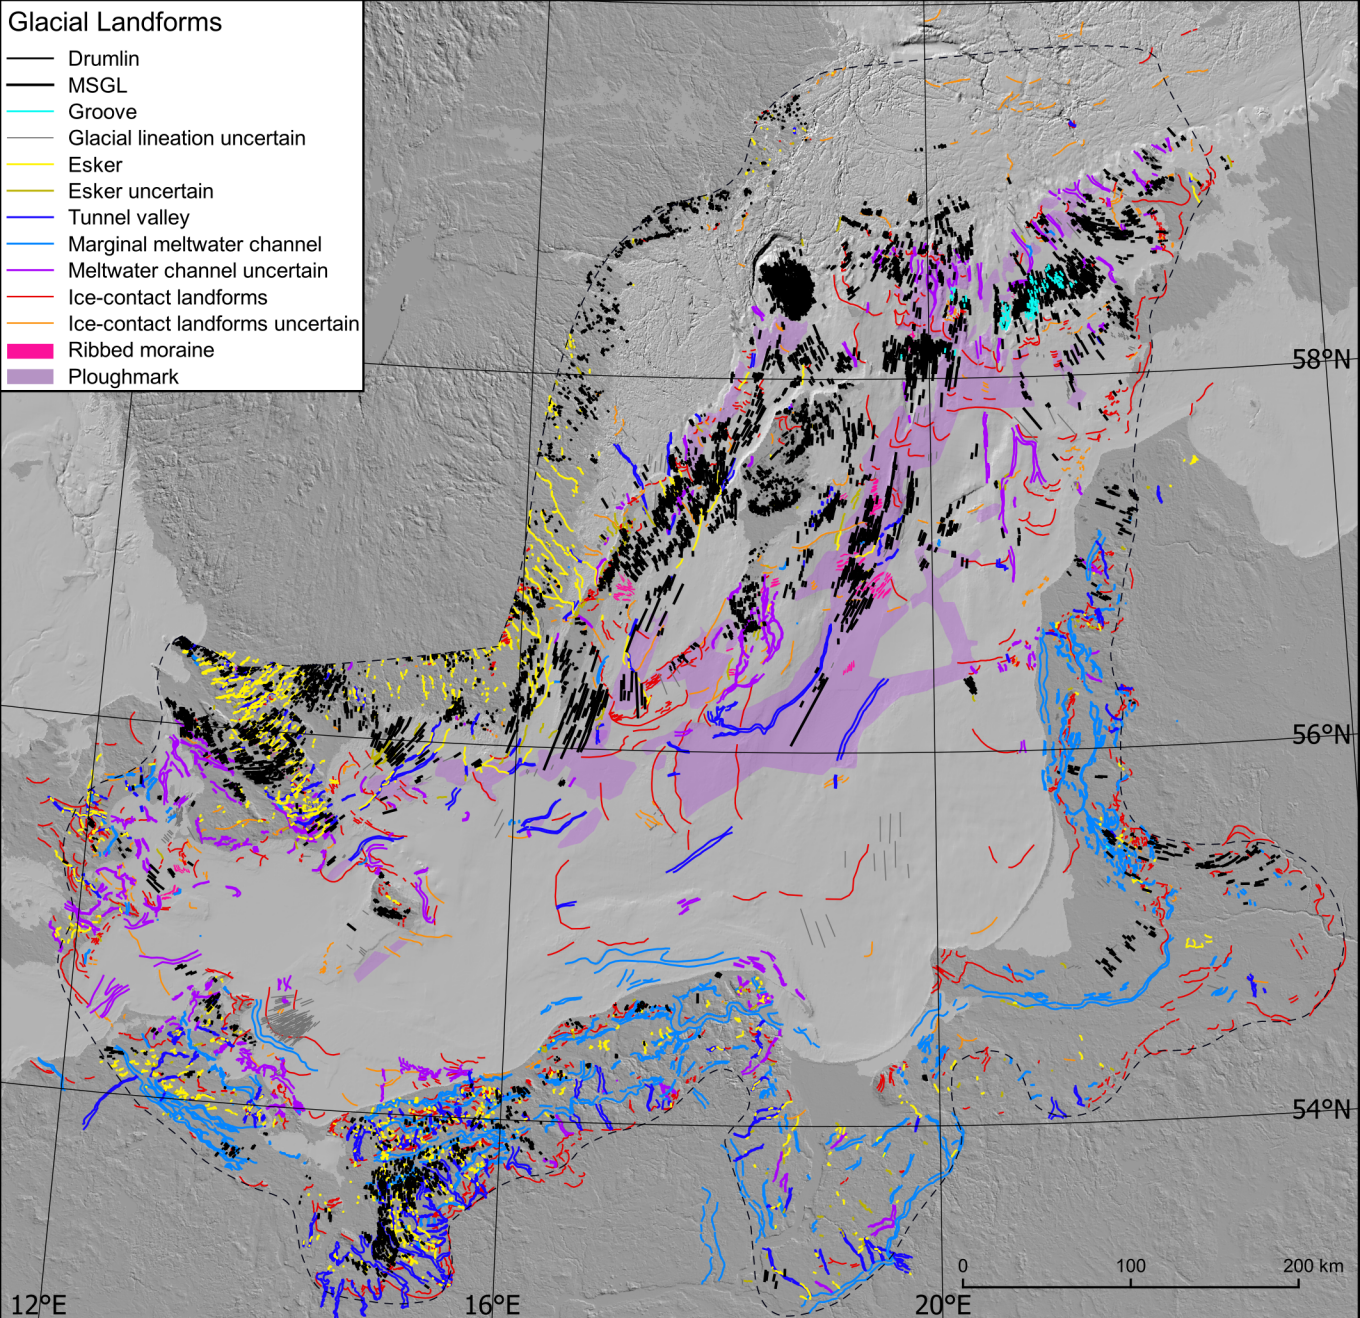 Glacial Landforms
Drumlin
MSGL
Groove
Glacial lineation uncertain
Esker
Esker uncertain
Tunnel valley
Marginal meltwater channel
Meltwater channel uncertain
Ice-contact landforms
Ice-contact landforms uncertain
Ribbed moraine
Ploughmark
58°N
56°N
54°N
0 100 200 km
12°E 16°E 20°E